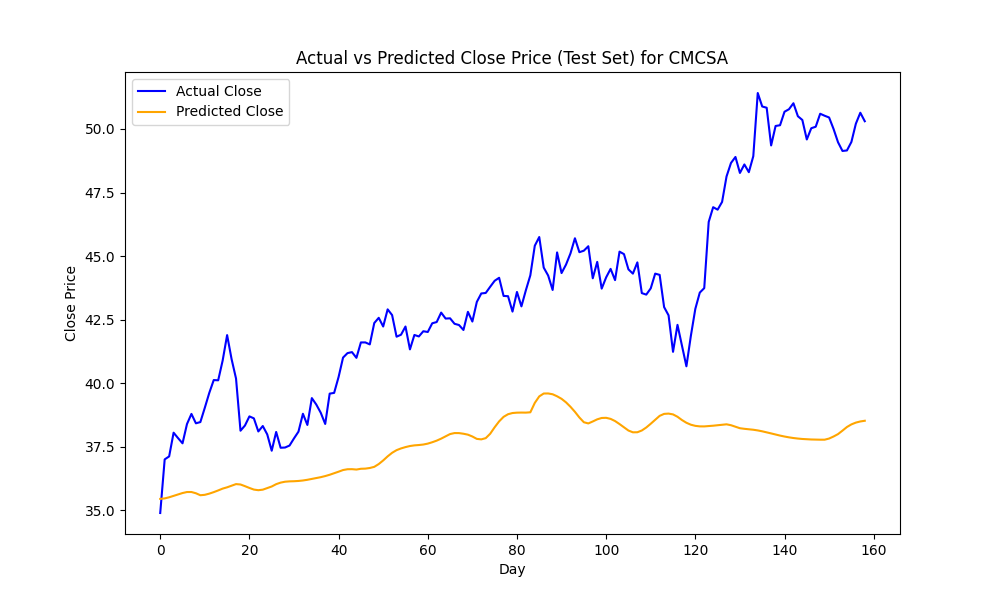 Actual vs Predicted Close Price (Test Set) for CMCSA
Actual Close
Predicted Close
Close Price
50.0
47.5
45.0
42.5
40.0
37.5
35.0
0 20 40 60 80 100 120 140 160
Day